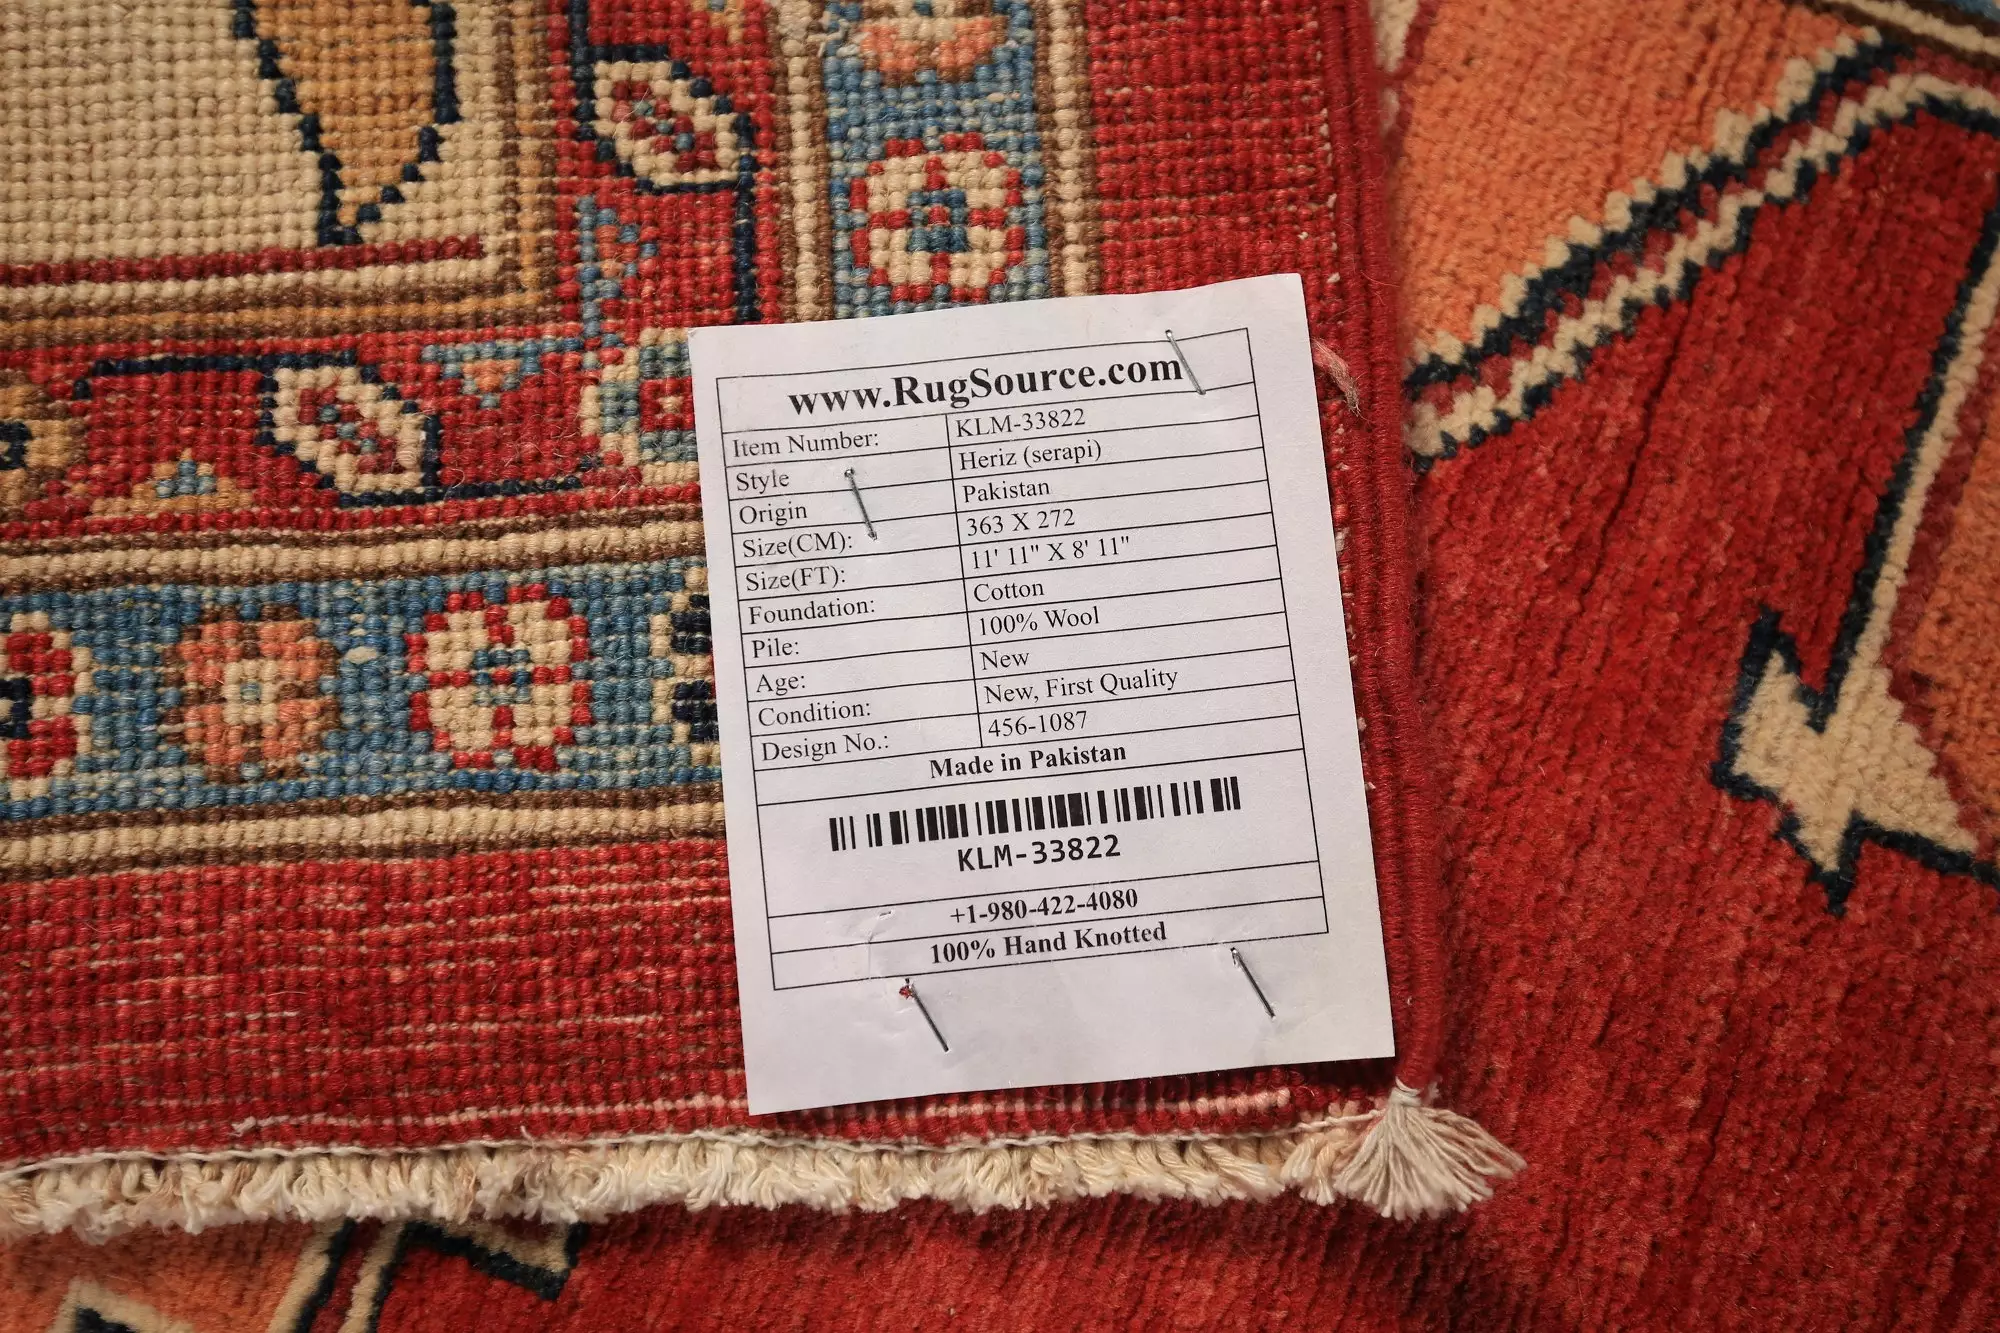 www.RugSource.com
Item Number: KLM-33822
Style Heriz (serapi)
Origin Pakistan
Size(CM): 363 X 272
Size(FT): 11' 11" X 8' 11"
Foundation: Cotton
Pile: 100% Wool
Age: New
Condition: New, First Quality
Design No.: 456-1087
Made in Pakistan
KLM-33822
+1-980-422-4080
100% Hand Knotted